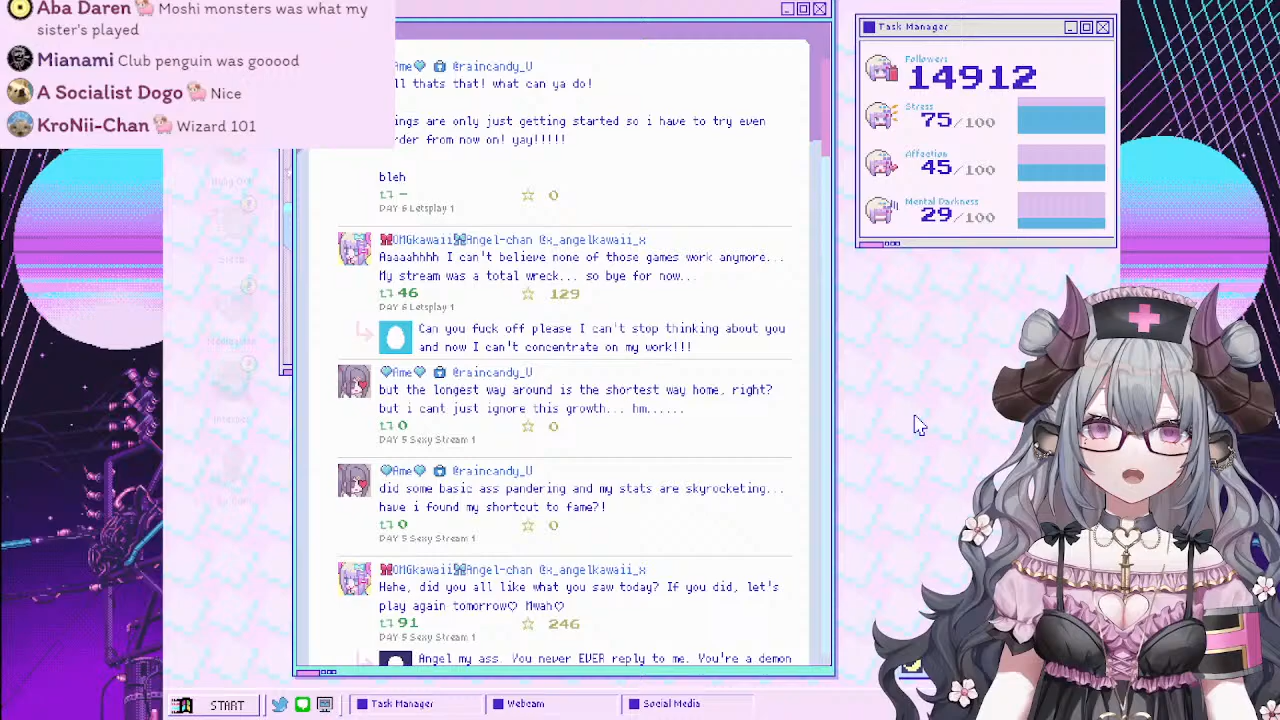 Aba Daren Moshi monsters was what my
sister's played
Mianami Club penguin was gooood
A Socialist Dogo Nice
KroNii-Chan Wizard 101
Ame @raincandy_U
ll thats that! what can ya do!
ings are only just getting started so i have to try even
rder from now on! yay!!!!!
bleh
0
DAY 6 Letsplay 1
OMGkawaii Angel-chan @x_angelkawaii_x
Aaaaahhhh I can't believe none of those games work anymore...
My stream was a total wreck... so bye for now...
46 129
DAY 6 Letsplay 1
Can you fuck off please I can't stop thinking about you
and now I can't concentrate on my work!!!
Ame @raincandy_U
but the longest way around is the shortest way home, right?
but i cant just ignore this growth... hm......
0 0
DAY 5 Sexy Stream 1
Ame @raincandy_U
did some basic ass pandering and my stats are skyrocketing...
have i found my shortcut to fame?!
0 0
DAY 5 Sexy Stream 1
OMGkawaii Angel-chan @x_angelkawaii_x
Hehe, did you all like what you saw today? If you did, let's
play again tomorrow♡ Mwah♡
91 246
DAY 5 Sexy Stream 1
Angel my ass You never EVER reply to me. You're a demon
Task Manager
Followers
14912
Stress
75/100
Affection
45/100
Mental Darkness
29/100
Sleep
Medication
Internet
START
Task Manager
Webcam
Social Media